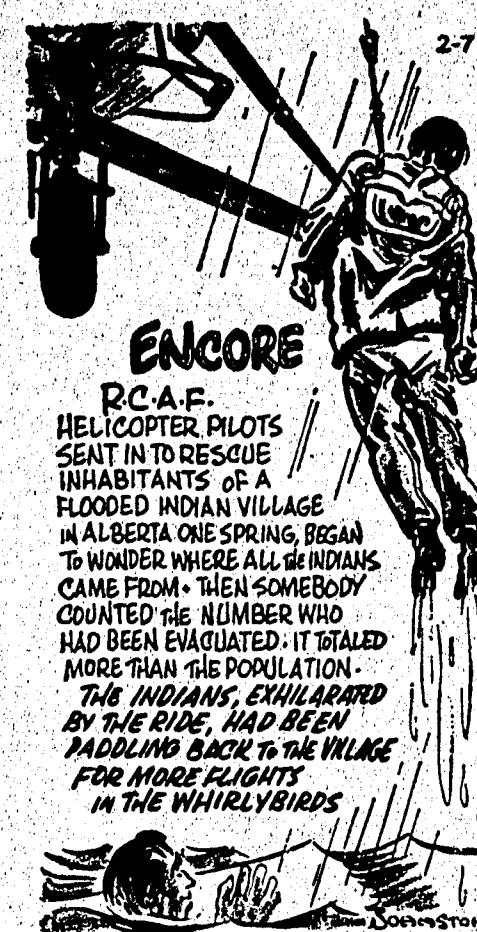 2-7
ENCORE
R.C.A.F.
HELICOPTER PILOTS
SENT IN TO RESCUE
INHABITANTS OF A
FLOODED INDIAN VILLAGE
IN ALBERTA ONE SPRING, BEGAN
TO WONDER WHERE ALL THE INDIANS
CAME FROM. THEN SOMEBODY
COUNTED THE NUMBER WHO
HAD BEEN EVACUATED. IT TOTALED
MORE THAN THE POPULATION.
THE INDIANS, EXHILARATED
BY THE RIDE, HAD BEEN
PADDLING BACK TO THE VILLAGE
FOR MORE FLIGHTS
IN THE WHIRLYBIRDS